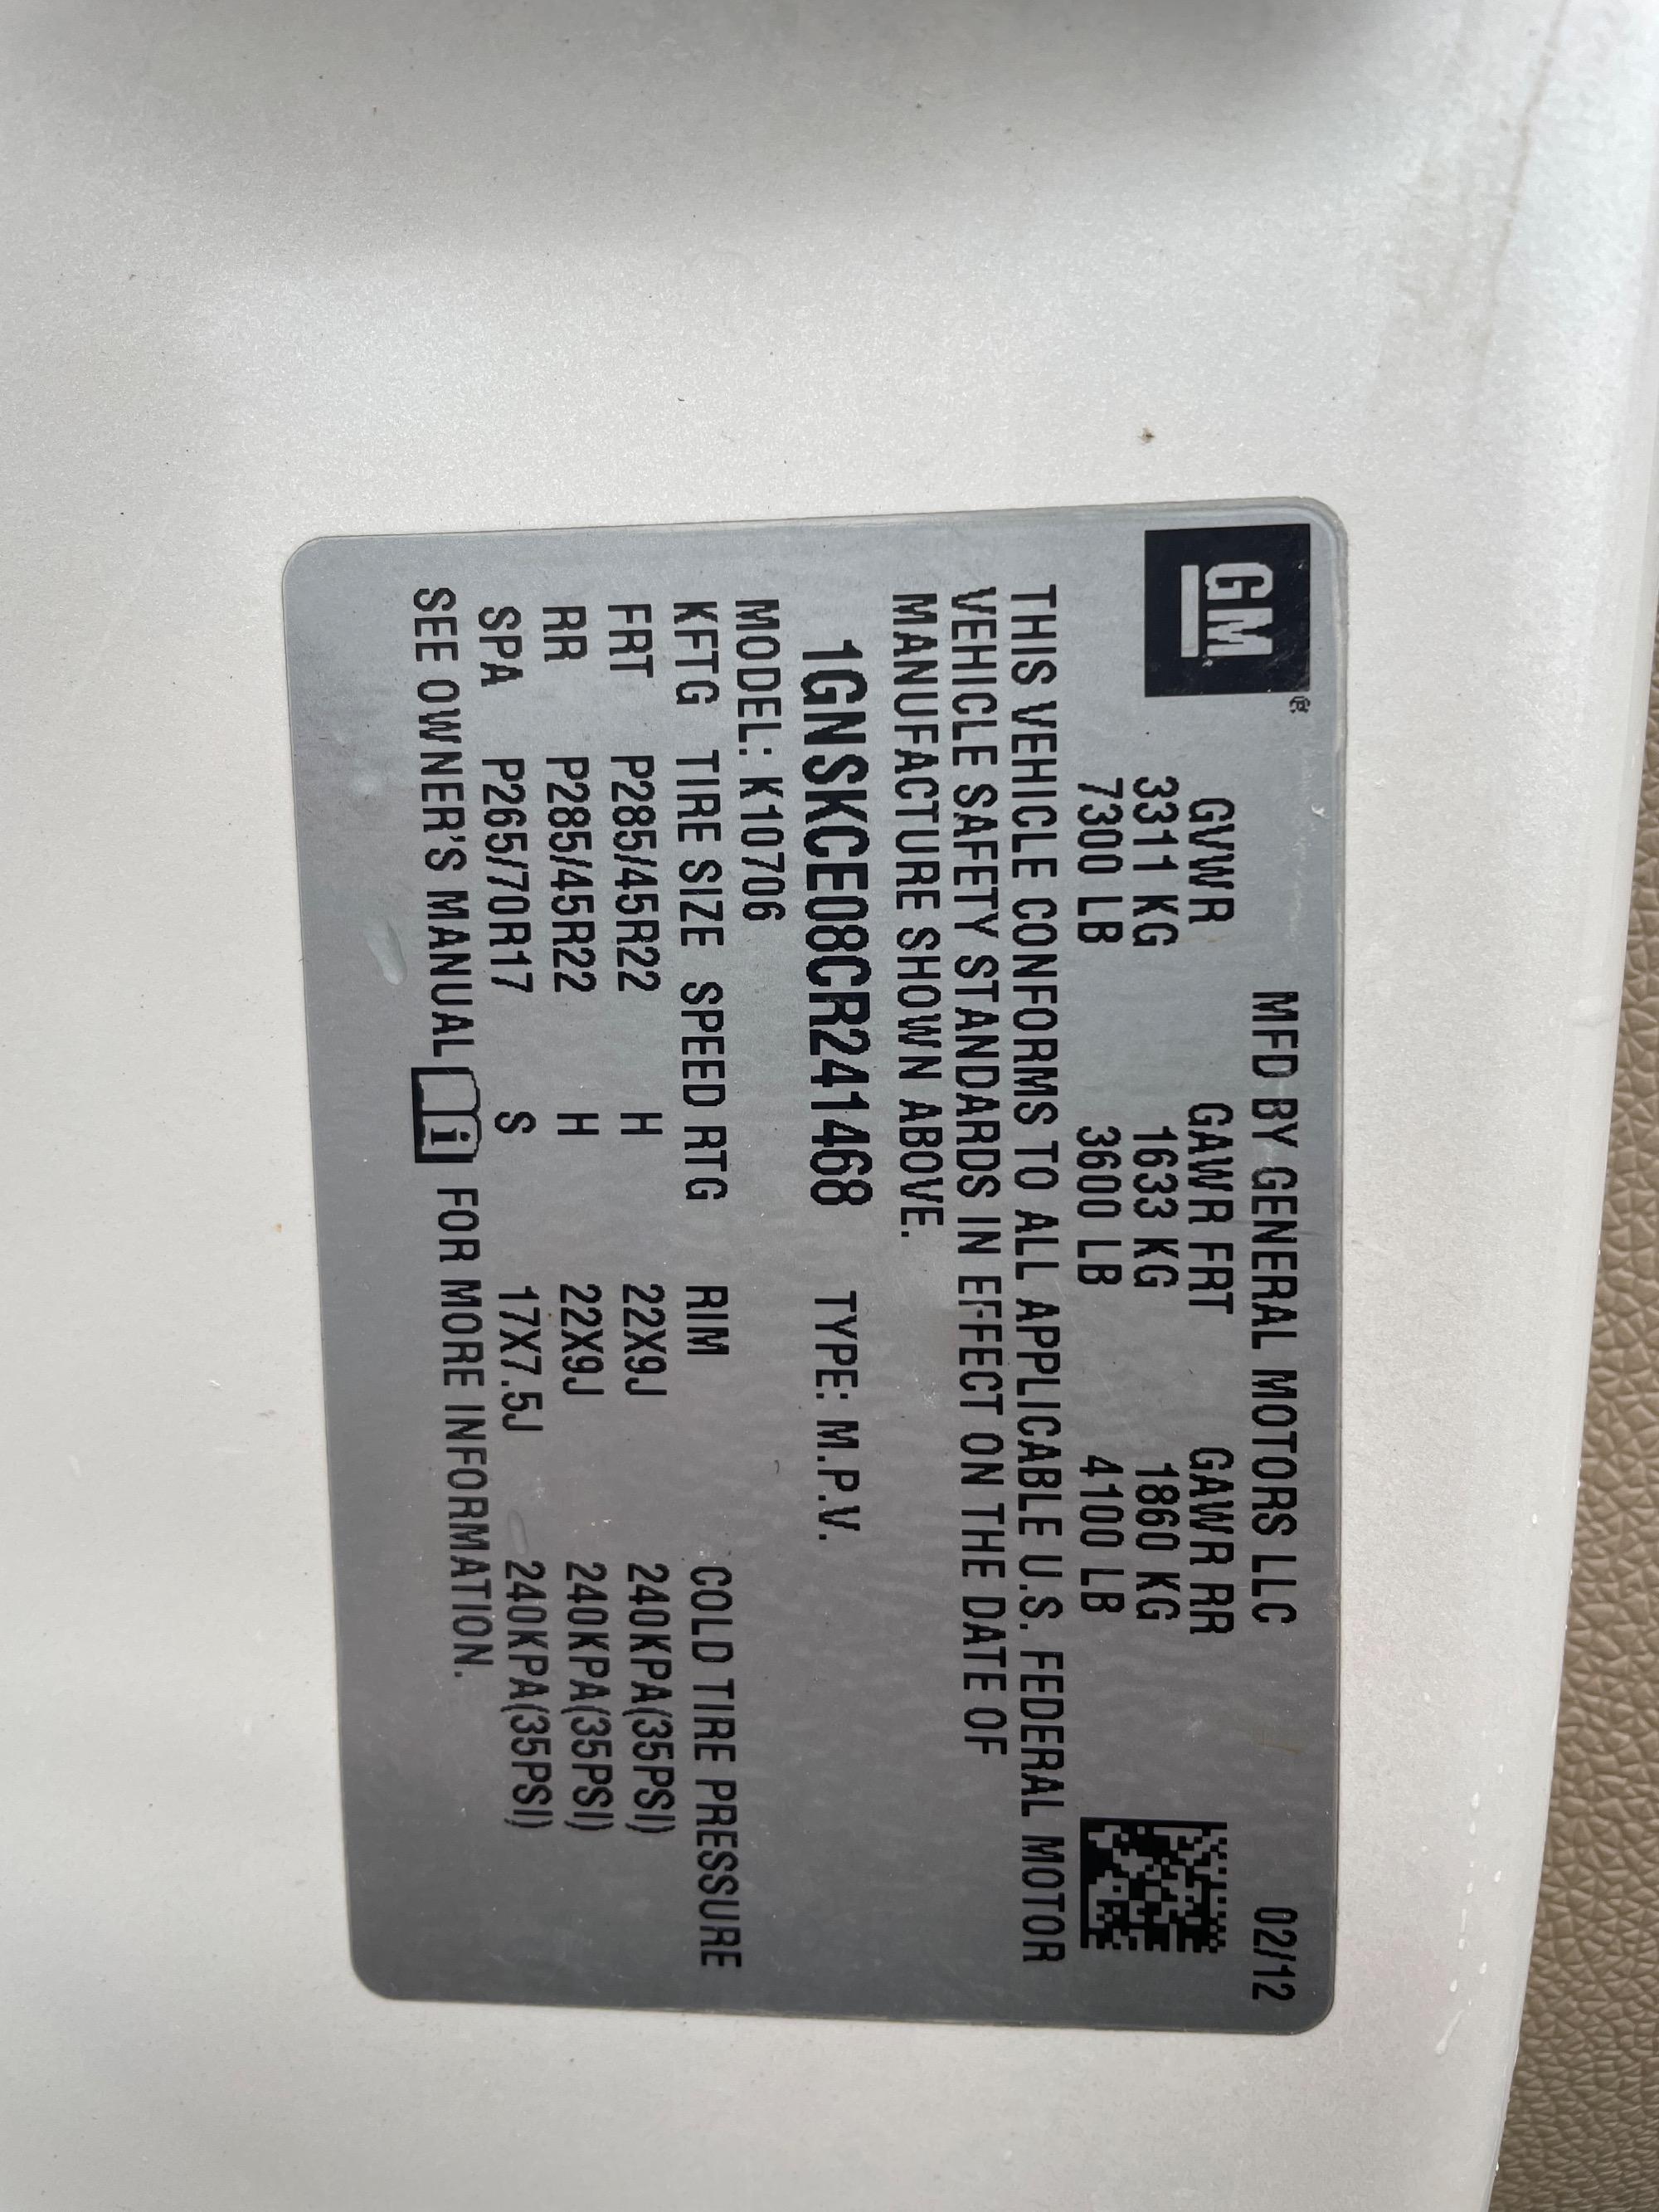 GM®
MFD BY GENERAL MOTORS LLC 02/12
GVWR GAWR FRT GAWR RR
3311 KG 1633 KG 1860 KG
7300 LB 3600 LB 4100 LB
THIS VEHICLE CONFORMS TO ALL APPLICABLE U.S. FEDERAL MOTOR
VEHICLE SAFETY STANDARDS IN EFFECT ON THE DATE OF
MANUFACTURE SHOWN ABOVE.
1GNSKCE08CR241468 TYPE: M.P.V.
MODEL: K10706
KFTG TIRE SIZE SPEED RTG RIM COLD TIRE PRESSURE
FRT P285/45R22 H 22X9J 240KPA(35PSI)
RR P285/45R22 H 22X9J 240KPA(35PSI)
SPA P265/70R17 S 17X7.5J 240KPA(35PSI)
SEE OWNER'S MANUAL i FOR MORE INFORMATION.